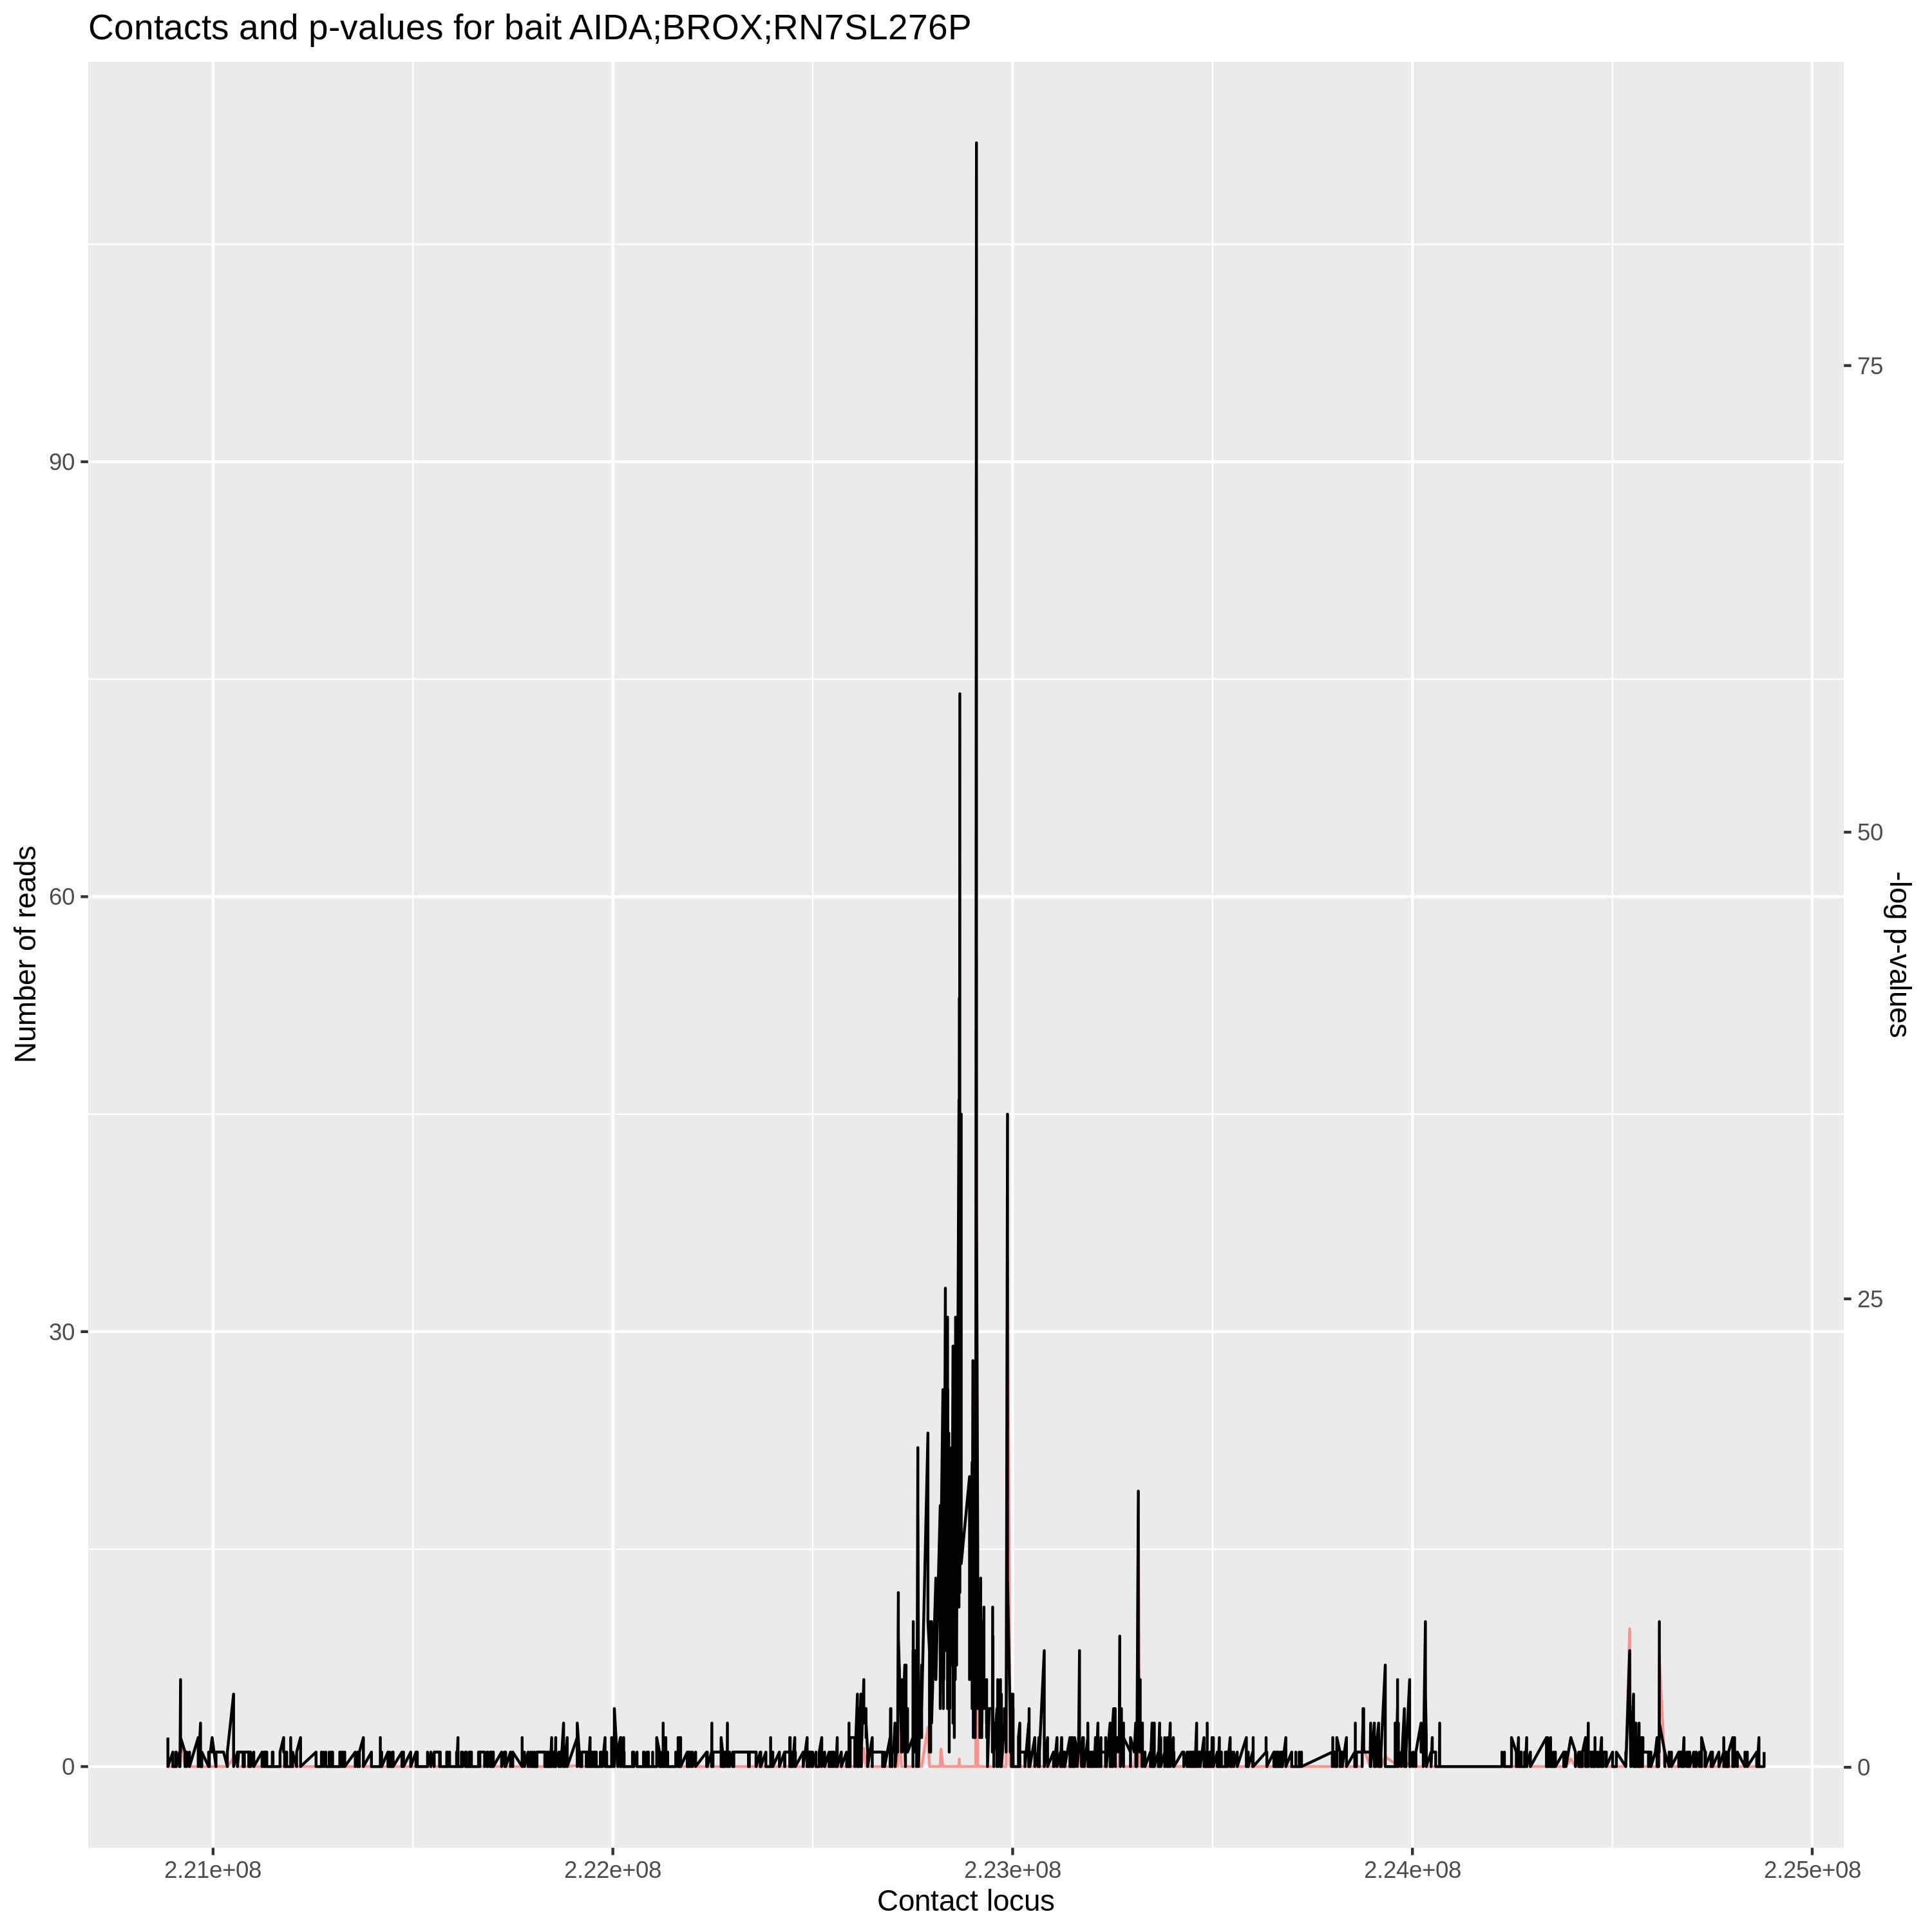 Contacts and p-values for bait AIDA;BROX;RN7SL276P
90
60
30
0
Number of reads
75
50
25
0
-log p-values
2.21e+08
2.22e+08
2.23e+08
2.24e+08
2.25e+08
Contact locus